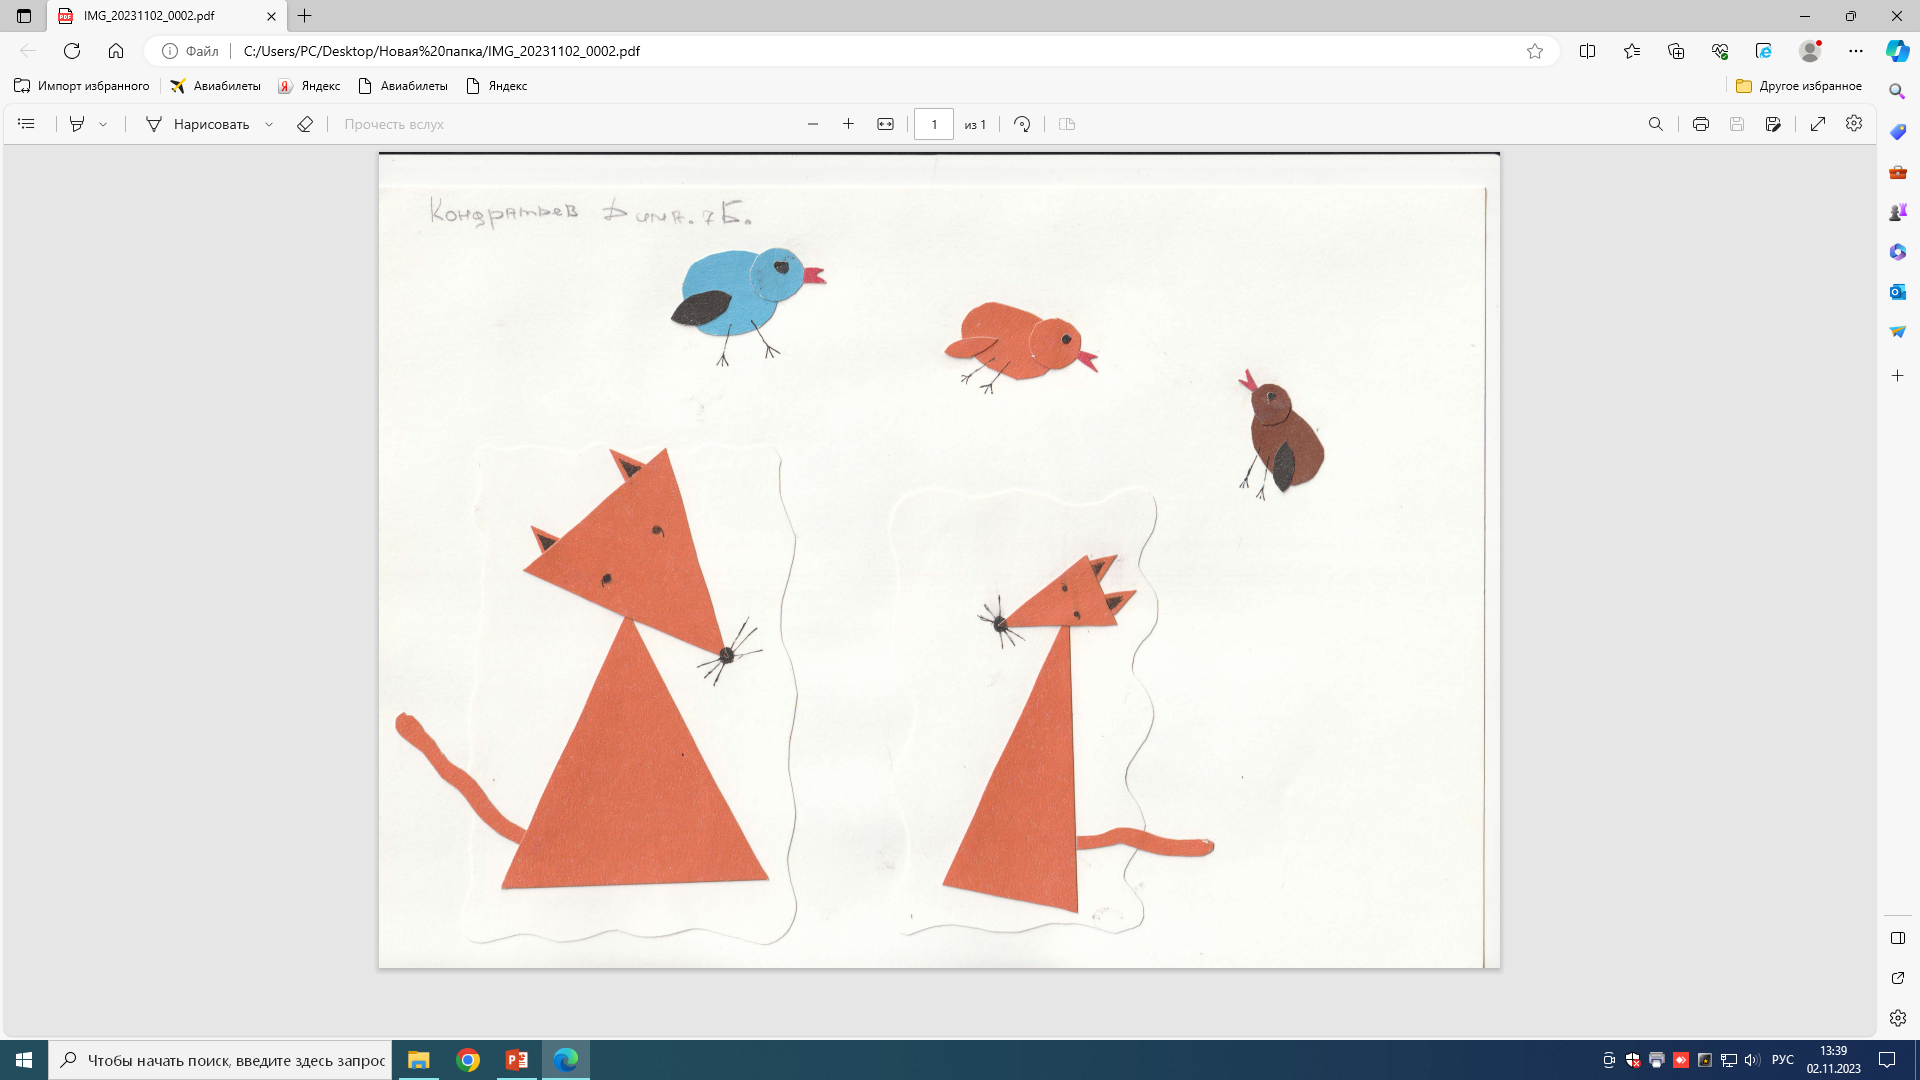 IMG_20231102_0002.pdf
Файл C:/Users/PC/Desktop/Новая%20папка/IMG_20231102_0002.pdf
Импорт избранного Авиабилеты Яндекс Авиабилеты Яндекс Другое избранное
Нарисовать Прочесть вслух 1 из 1
Кондратьев Дима. 7Б.
Чтобы начать поиск, введите здесь запрос
РУС 13:39
02.11.2023